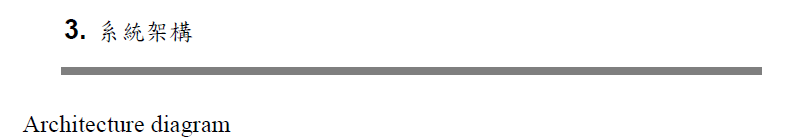 3. 系統架構
Architecture diagram